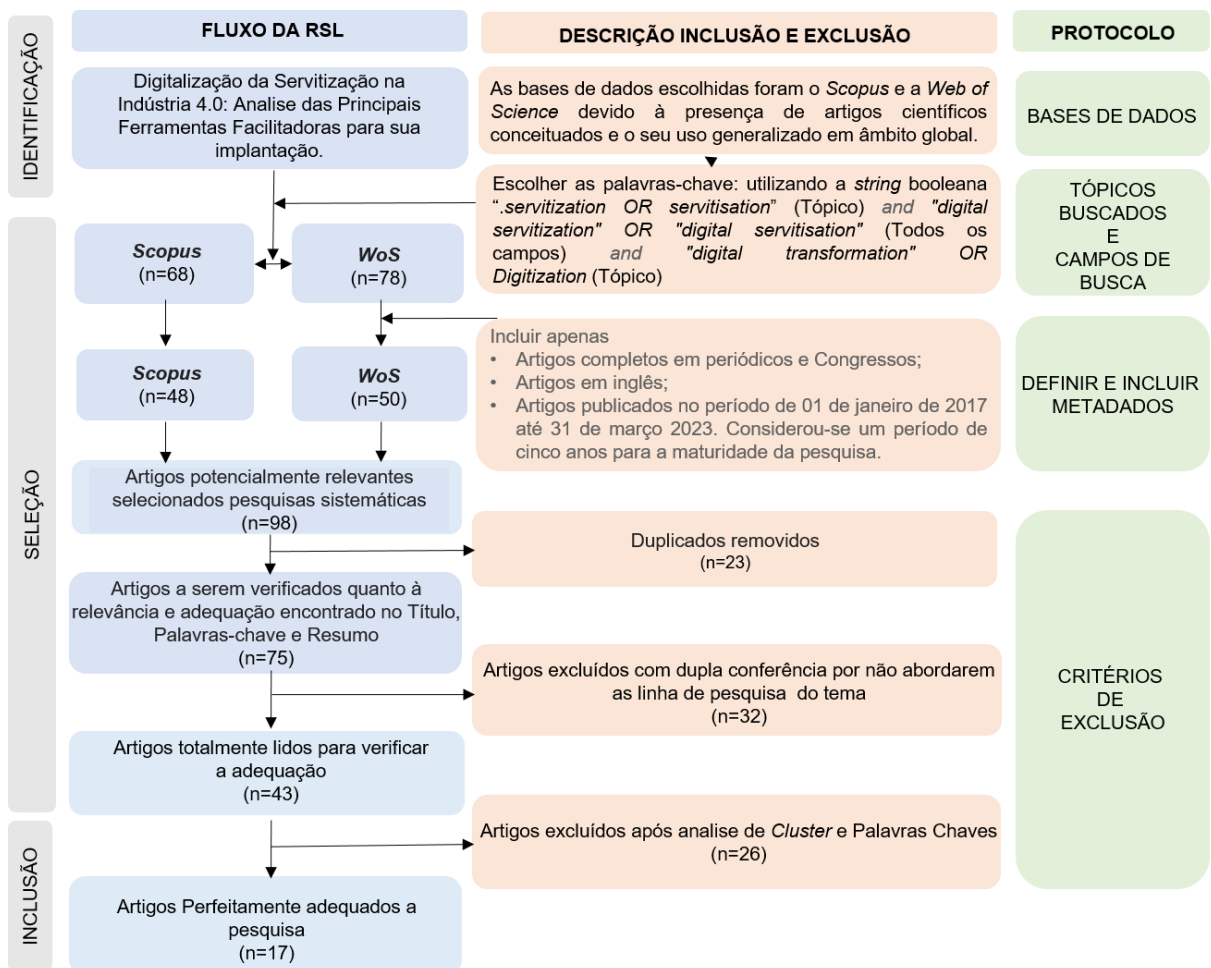 FLUXO DA RSL
DESCRIÇÃO INCLUSÃO E EXCLUSÃO
PROTOCOLO
IDENTIFICAÇÃO
Digitalização da Servitização na
Indústria 4.0: Analise das Principais
Ferramentas Facilitadoras para sua
implantação.
As bases de dados escolhidas foram o Scopus e a Web of
Science devido à presença de artigos científicos
conceituados e o seu uso generalizado em âmbito global.
BASES DE DADOS
Escolher as palavras-chave: utilizando a string booleana
“.servitization OR servitisation” (Tópico) and "digital
servitization" OR "digital servitisation" (Todos os
campos) and "digital transformation" OR
Digitization (Tópico)
TÓPICOS
BUSCADOS
E
CAMPOS DE
BUSCA
SELEÇÃO
Scopus
(n=68)
WoS
(n=78)
Scopus
(n=48)
WoS
(n=50)
Incluir apenas
• Artigos completos em periódicos e Congressos;
• Artigos em inglês;
• Artigos publicados no período de 01 de janeiro de 2017
até 31 de março 2023. Considerou-se um período de
cinco anos para a maturidade da pesquisa.
DEFINIR E INCLUIR
METADADOS
Artigos potencialmente relevantes
selecionados pesquisas sistemáticas
(n=98)
Duplicados removidos
(n=23)
Artigos a serem verificados quanto à
relevância e adequação encontrado no Título,
Palavras-chave e Resumo
(n=75)
Artigos excluídos com dupla conferência por não abordarem
as linha de pesquisa do tema
(n=32)
CRITÉRIOS
DE
EXCLUSÃO
Artigos totalmente lidos para verificar
a adequação
(n=43)
Artigos excluídos após analise de Cluster e Palavras Chaves
(n=26)
INCLUSÃO
Artigos Perfeitamente adequados a
pesquisa
(n=17)